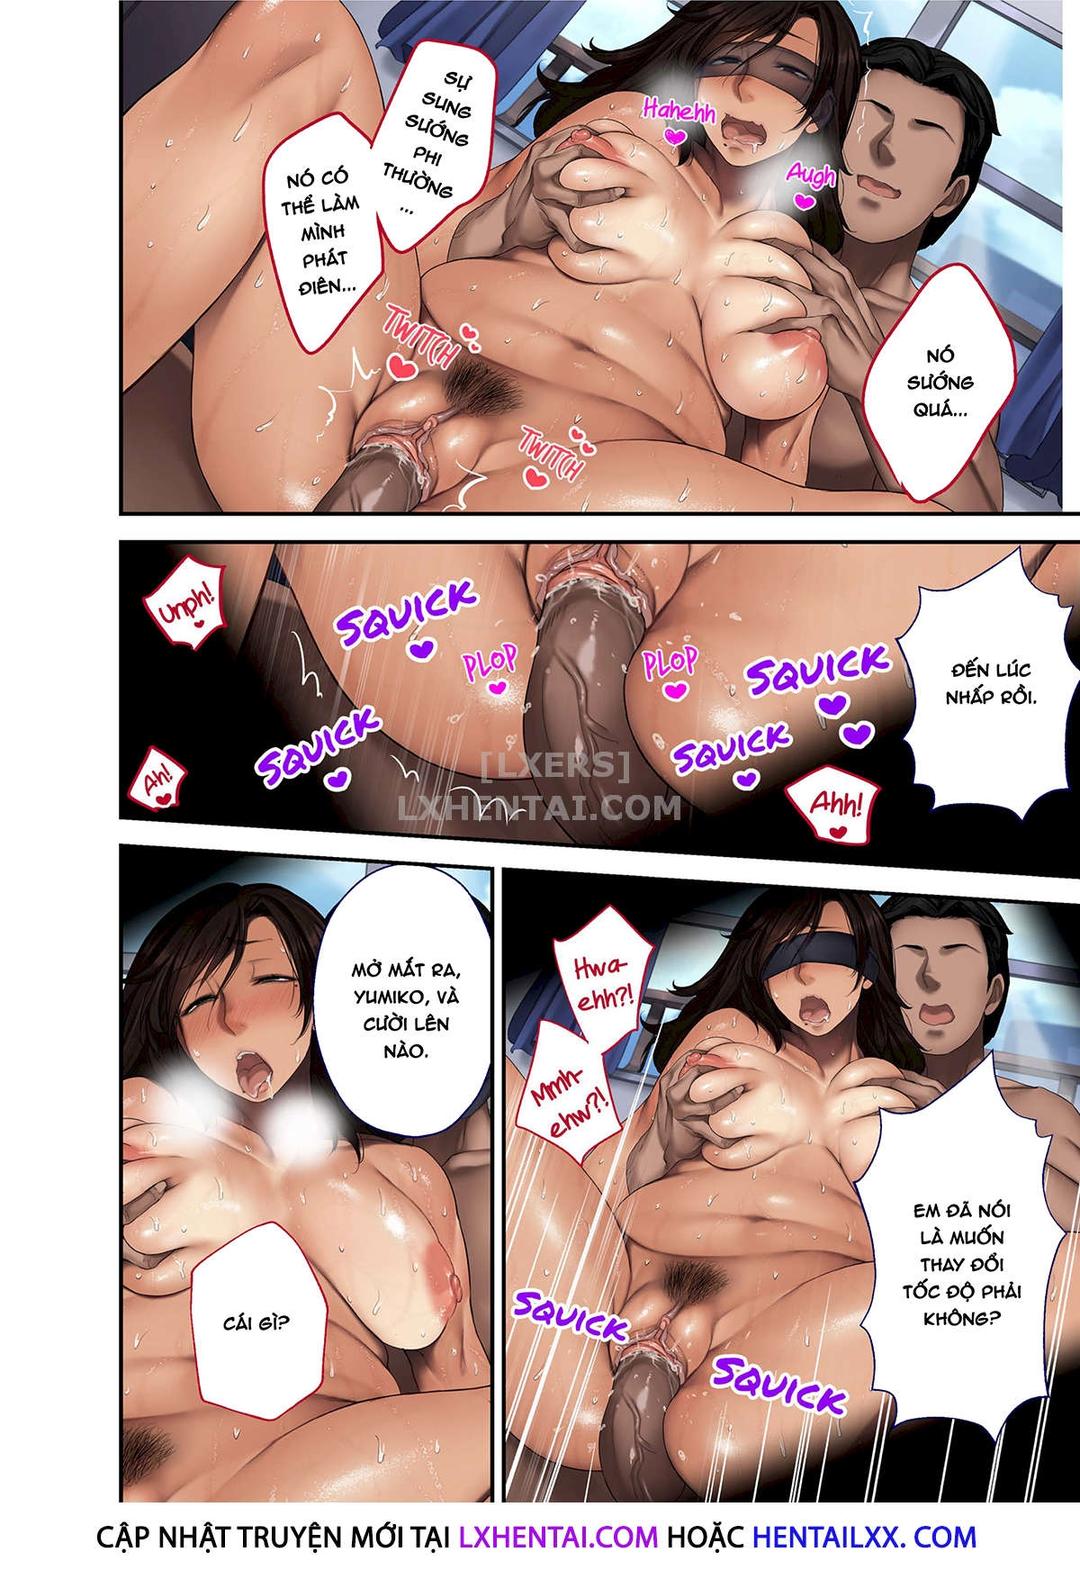 SỰ
SUNG
SƯỚNG
PHI
THƯỜNG
...
NÓ CÓ
THỂ LÀM
MÌNH
PHÁT
ĐIÊN...
Hahehh
Augh
TWITCH
TWITCH
NÓ
SƯỚNG
QUÁ...
Unph!
SQUICK
PLOP
PLOP
SQUICK
SQUICK
SQUICK
ĐẾN LÚC
NHẤP RỒI.
Ah!
Ahh!
[LXERS]
LXHENTAI.COM
MỞ MẮT RA,
YUMIKO, VÀ
CƯỜI LÊN
NÀO.
CÁI GÌ?
Hwa-
ehh?!
Mmh-
ehw?!
EM ĐÃ NÓI
LÀ MUỐN
THAY ĐỔI
TỐC ĐỘ PHẢI
KHÔNG?
SQUICK
SQUICK
CẬP NHẬT TRUYỆN MỚI TẠI LXHENTAI.COM HOẶC HENTAILXX. COM